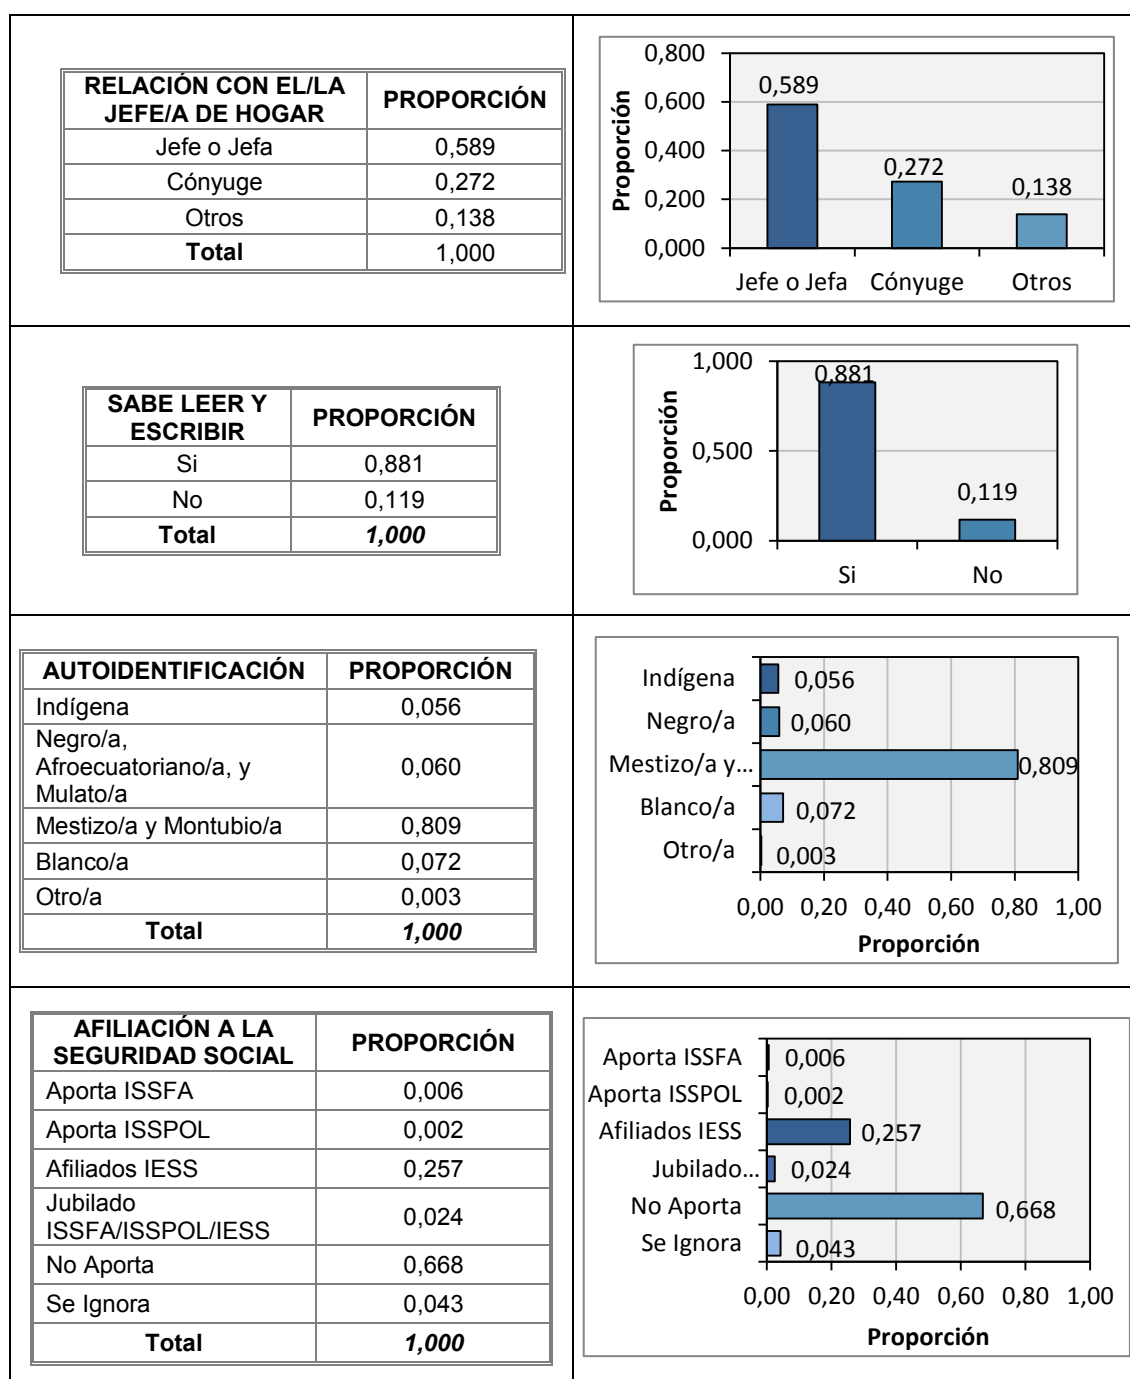 RELACIÓN CON EL/LA
JEFE/A DE HOGAR
PROPORCIÓN
Jefe o Jefa 0,589
Cónyuge 0,272
Otros 0,138
Total 1,000
0,800
0,600
0,400
0,200
0,000
Proporción
0,589
0,272
0,138
Jefe o Jefa Cónyuge Otros
SABE LEER Y
ESCRIBIR
PROPORCIÓN
Si 0,881
No 0,119
Total 1,000
1,000
0,500
0,000
Proporción
0,881
0,119
Si No
AUTOIDENTIFICACIÓN PROPORCIÓN
Indígena 0,056
Negro/a,
Afroecuatoriano/a, y
Mulato/a
0,060
Mestizo/a y Montubio/a 0,809
Blanco/a 0,072
Otro/a 0,003
Total 1,000
Indígena 0,056
Negro/a 0,060
Mestizo/a y... 0,809
Blanco/a 0,072
Otro/a 0,003
0,00 0,20 0,40 0,60 0,80 1,00
Proporción
AFILIACIÓN A LA
SEGURIDAD SOCIAL
PROPORCIÓN
Aporta ISSFA 0,006
Aporta ISSPOL 0,002
Afiliados IESS 0,257
Jubilado
ISSFA/ISSPOL/IESS
0,024
No Aporta 0,668
Se Ignora 0,043
Total 1,000
Aporta ISSFA 0,006
Aporta ISSPOL 0,002
Afiliados IESS 0,257
Jubilado... 0,024
No Aporta 0,668
Se Ignora 0,043
0,00 0,20 0,40 0,60 0,80 1,00
Proporción